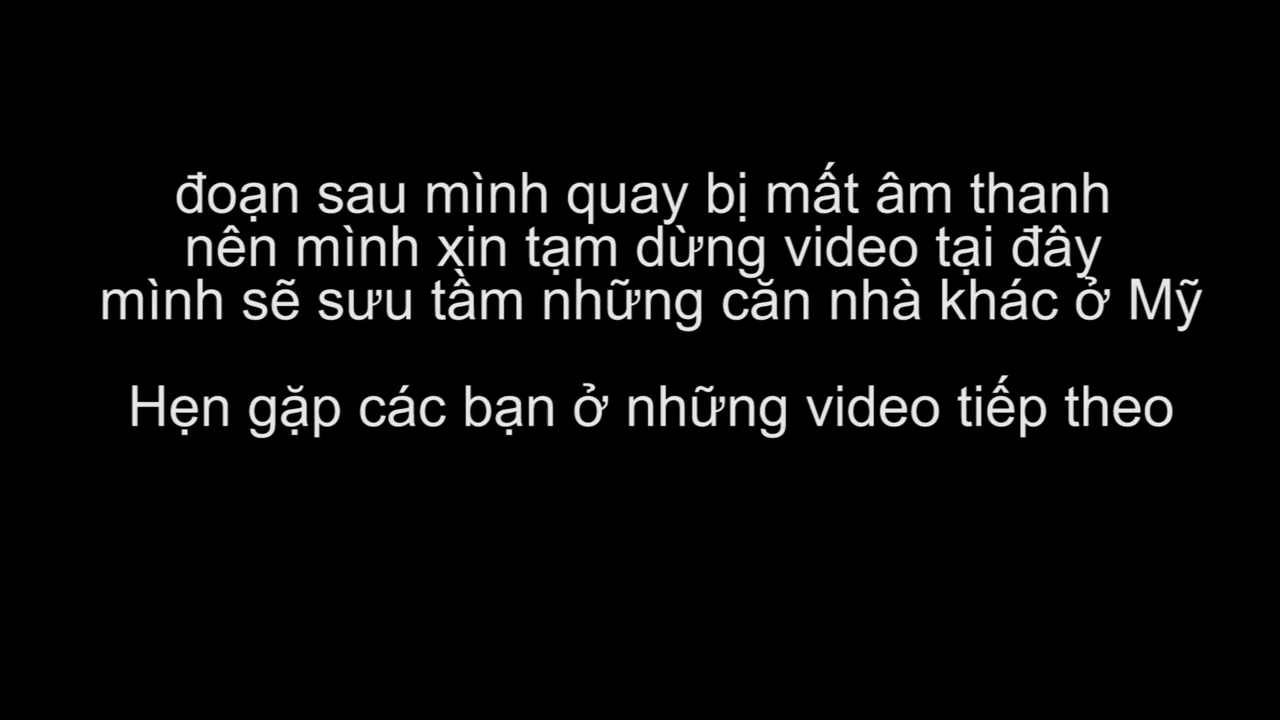 đoạn sau mình quay bị mất âm thanh
nên mình xin tạm dừng video tại đây
mình sẽ sưu tầm những căn nhà khác ở Mỹ
Hẹn gặp các bạn ở những video tiếp theo